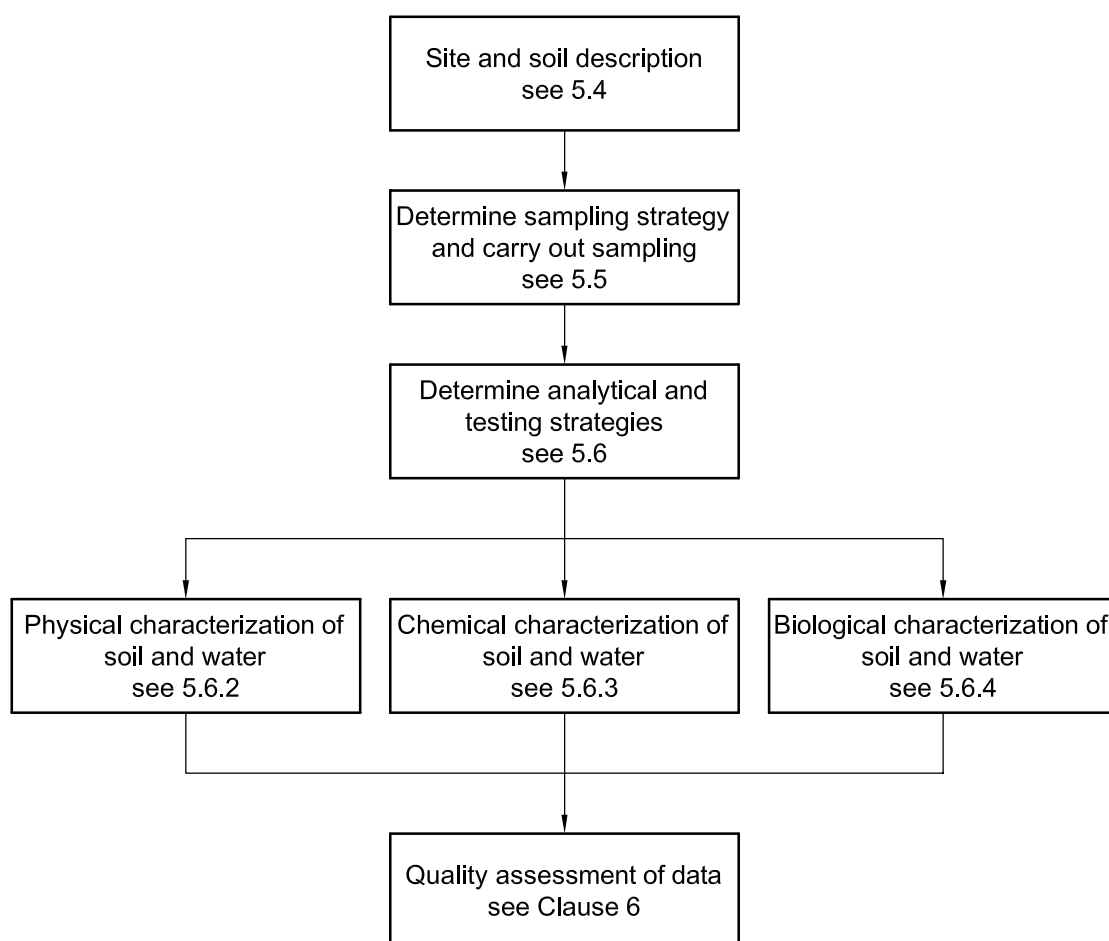 Site and soil description
see 5.4
Determine sampling strategy
and carry out sampling
see 5.5
Determine analytical and
testing strategies
see 5.6
Physical characterization of
soil and water
see 5.6.2
Chemical characterization of
soil and water
see 5.6.3
Biological characterization of
soil and water
see 5.6.4
Quality assessment of data
see Clause 6